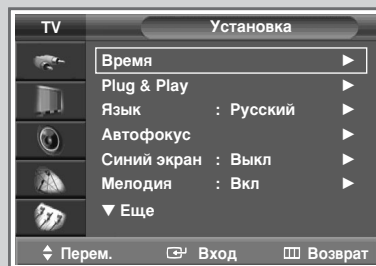 TV Установка
Время ►
Plug & Play ►
Язык : Русский ►
Автофокус ►
Синий экран : Выкл ►
Мелодия : Вкл ►
▼ Еще
Перем. Вход Возврат